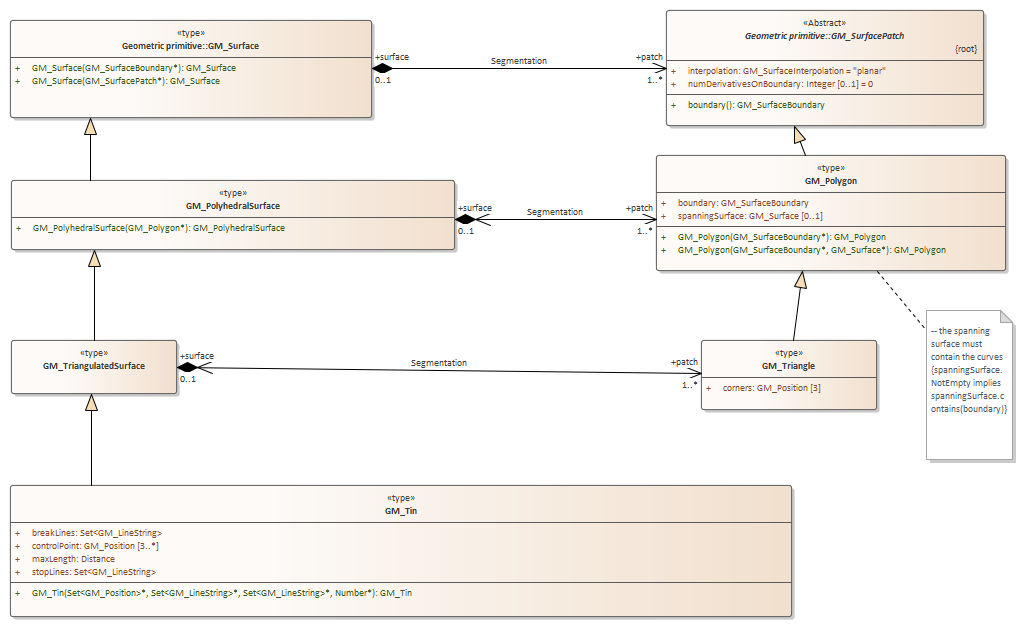 «type»
Geometric primitive::GM_Surface
+ GM_Surface(GM_SurfaceBoundary*): GM_Surface
+ GM_Surface(GM_SurfacePatch*): GM_Surface
+surface
0..1
Segmentation
+patch
1..*
«Abstract»
Geometric primitive::GM_SurfacePatch
{root}
+ interpolation: GM_SurfaceInterpolation = "planar"
+ numDerivativesOnBoundary: Integer [0..1] = 0
+ boundary(): GM_SurfaceBoundary
«type»
GM_PolyhedralSurface
+ GM_PolyhedralSurface(GM_Polygon*): GM_PolyhedralSurface
+surface
0..1
Segmentation
+patch
1..*
«type»
GM_Polygon
+ boundary: GM_SurfaceBoundary
+ spanningSurface: GM_Surface [0..1]
+ GM_Polygon(GM_SurfaceBoundary*): GM_Polygon
+ GM_Polygon(GM_SurfaceBoundary*, GM_Surface*): GM_Polygon
«type»
GM_TriangulatedSurface
+surface
0..1
Segmentation
+patch
1..*
«type»
GM_Triangle
+ corners: GM_Position [3]
-- the spanning
surface must
contain the curves
{spanningSurface.
NotEmpty implies
spanningSurface.c
ontains(boundary)}
«type»
GM_Tin
+ breakLines: Set<GM_LineString>
+ controlPoint: GM_Position [3..*]
+ maxLength: Distance
+ stopLines: Set<GM_LineString>
+ GM_Tin(Set<GM_Position>*, Set<GM_LineString>*, Set<GM_LineString>*, Number*): GM_Tin